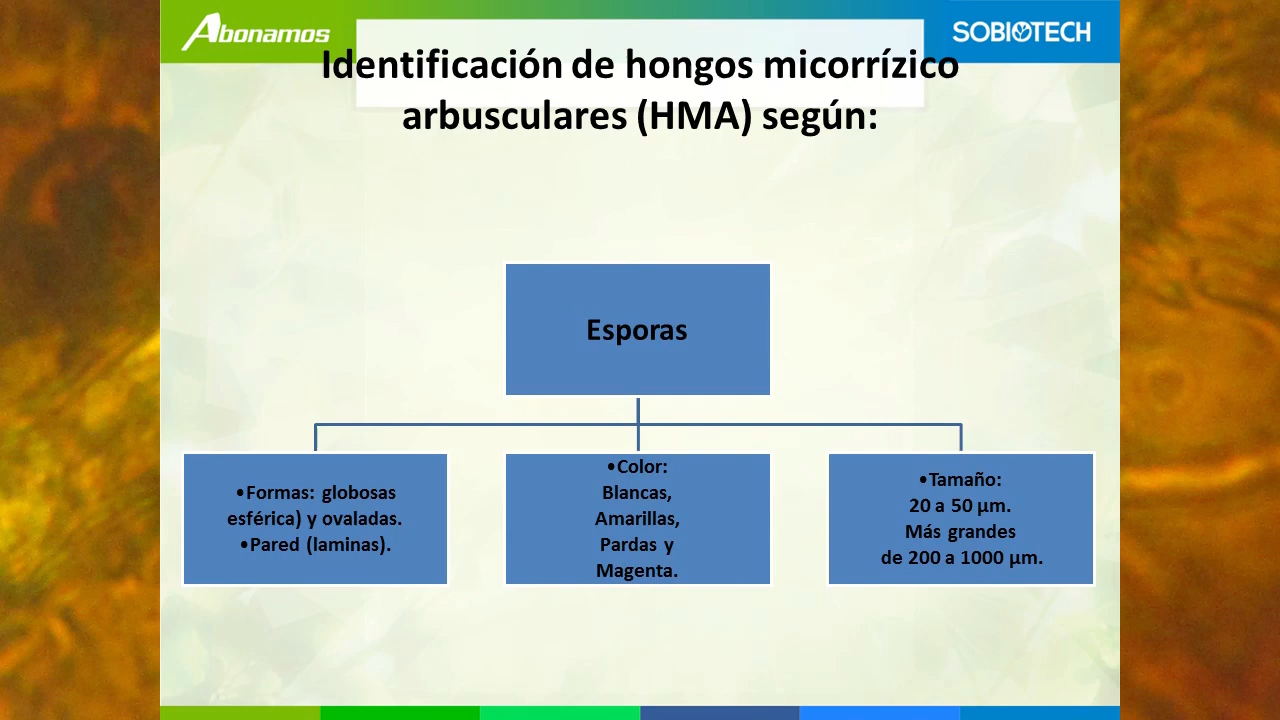 Abonamos
SOBIOTECH
Identificación de hongos micorrízico
arbusculares (HMA) según:
Esporas
•Formas: globosas
esférica) y ovaladas.
•Pared (laminas).
•Color:
Blancas,
Amarillas,
Pardas y
Magenta.
•Tamaño:
20 a 50 µm.
Más grandes
de 200 a 1000 µm.